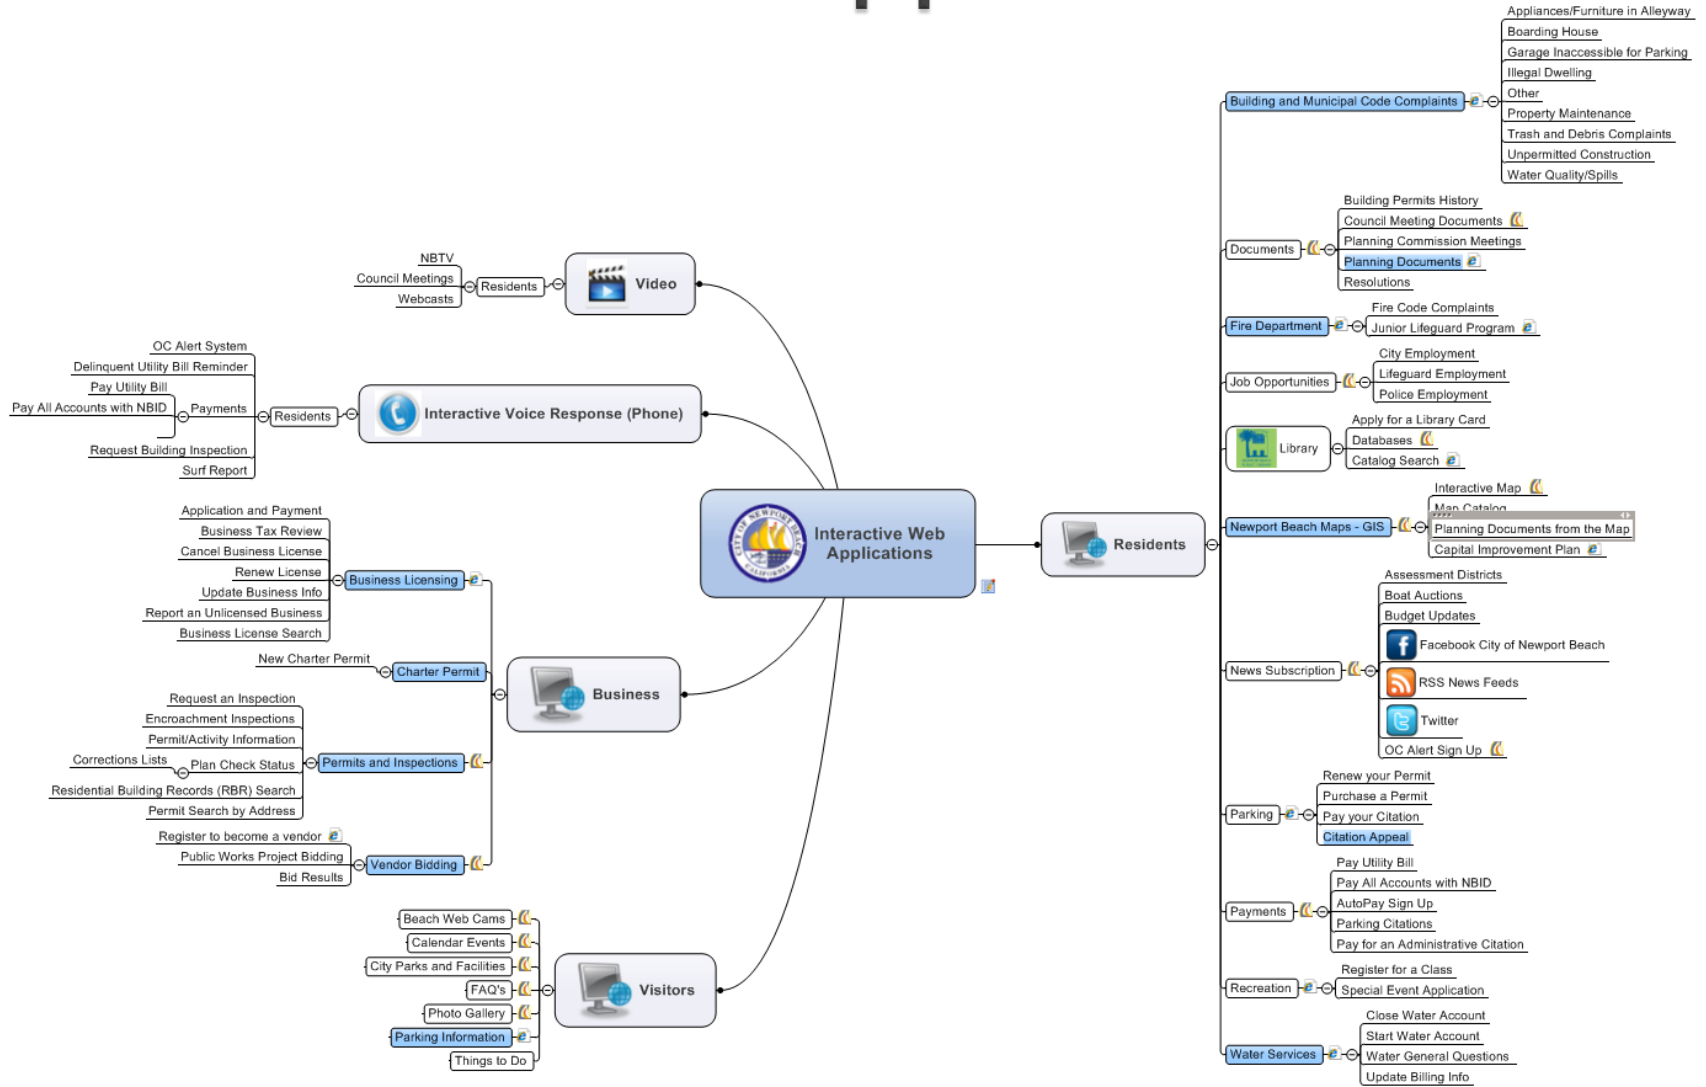 Interactive Web
Applications
CITY OF NEWPORT BEACH
CALIFORNIA
Video
Residents
NBTV
Council Meetings
Webcasts
Interactive Voice Response (Phone)
Residents
OC Alert System
Delinquent Utility Bill Reminder
Payments
Pay Utility Bill
Pay All Accounts with NBID
Request Building Inspection
Surf Report
Business
Business Licensing
Application and Payment
Business Tax Review
Cancel Business License
Renew License
Update Business Info
Report an Unlicensed Business
Business License Search
Charter Permit
New Charter Permit
Permits and Inspections
Request an Inspection
Encroachment Inspections
Permit/Activity Information
Plan Check Status
Corrections Lists
Residential Building Records (RBR) Search
Permit Search by Address
Vendor Bidding
Register to become a vendor
Public Works Project Bidding
Bid Results
Visitors
Beach Web Cams
Calendar Events
City Parks and Facilities
FAQ's
Photo Gallery
Parking Information
Things to Do
Residents
Building and Municipal Code Complaints
Appliances/Furniture in Alleyway
Boarding House
Garage Inaccessible for Parking
Illegal Dwelling
Other
Property Maintenance
Trash and Debris Complaints
Unpermitted Construction
Water Quality/Spills
Documents
Building Permits History
Council Meeting Documents
Planning Commission Meetings
Planning Documents
Resolutions
Fire Department
Fire Code Complaints
Junior Lifeguard Program
Job Opportunities
City Employment
Lifeguard Employment
Police Employment
Library
Apply for a Library Card
Databases
Catalog Search
Newport Beach Maps - GIS
Interactive Map
Map Catalog
Planning Documents from the Map
Capital Improvement Plan
News Subscription
Assessment Districts
Boat Auctions
Budget Updates
Facebook City of Newport Beach
RSS News Feeds
Twitter
OC Alert Sign Up
Parking
Renew your Permit
Purchase a Permit
Pay your Citation
Citation Appeal
Payments
Pay Utility Bill
Pay All Accounts with NBID
AutoPay Sign Up
Parking Citations
Pay for an Administrative Citation
Recreation
Register for a Class
Special Event Application
Water Services
Close Water Account
Start Water Account
Water General Questions
Update Billing Info